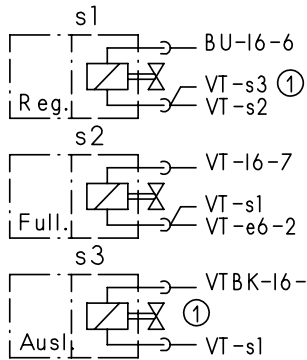 s1
BU-16-6
VT-s3 1
Reg. VT-s2
s2
VT-16-7
VT-s1
Full. VT-e6-2
s3
VTBK-16-
1
Ausl. VT-s1